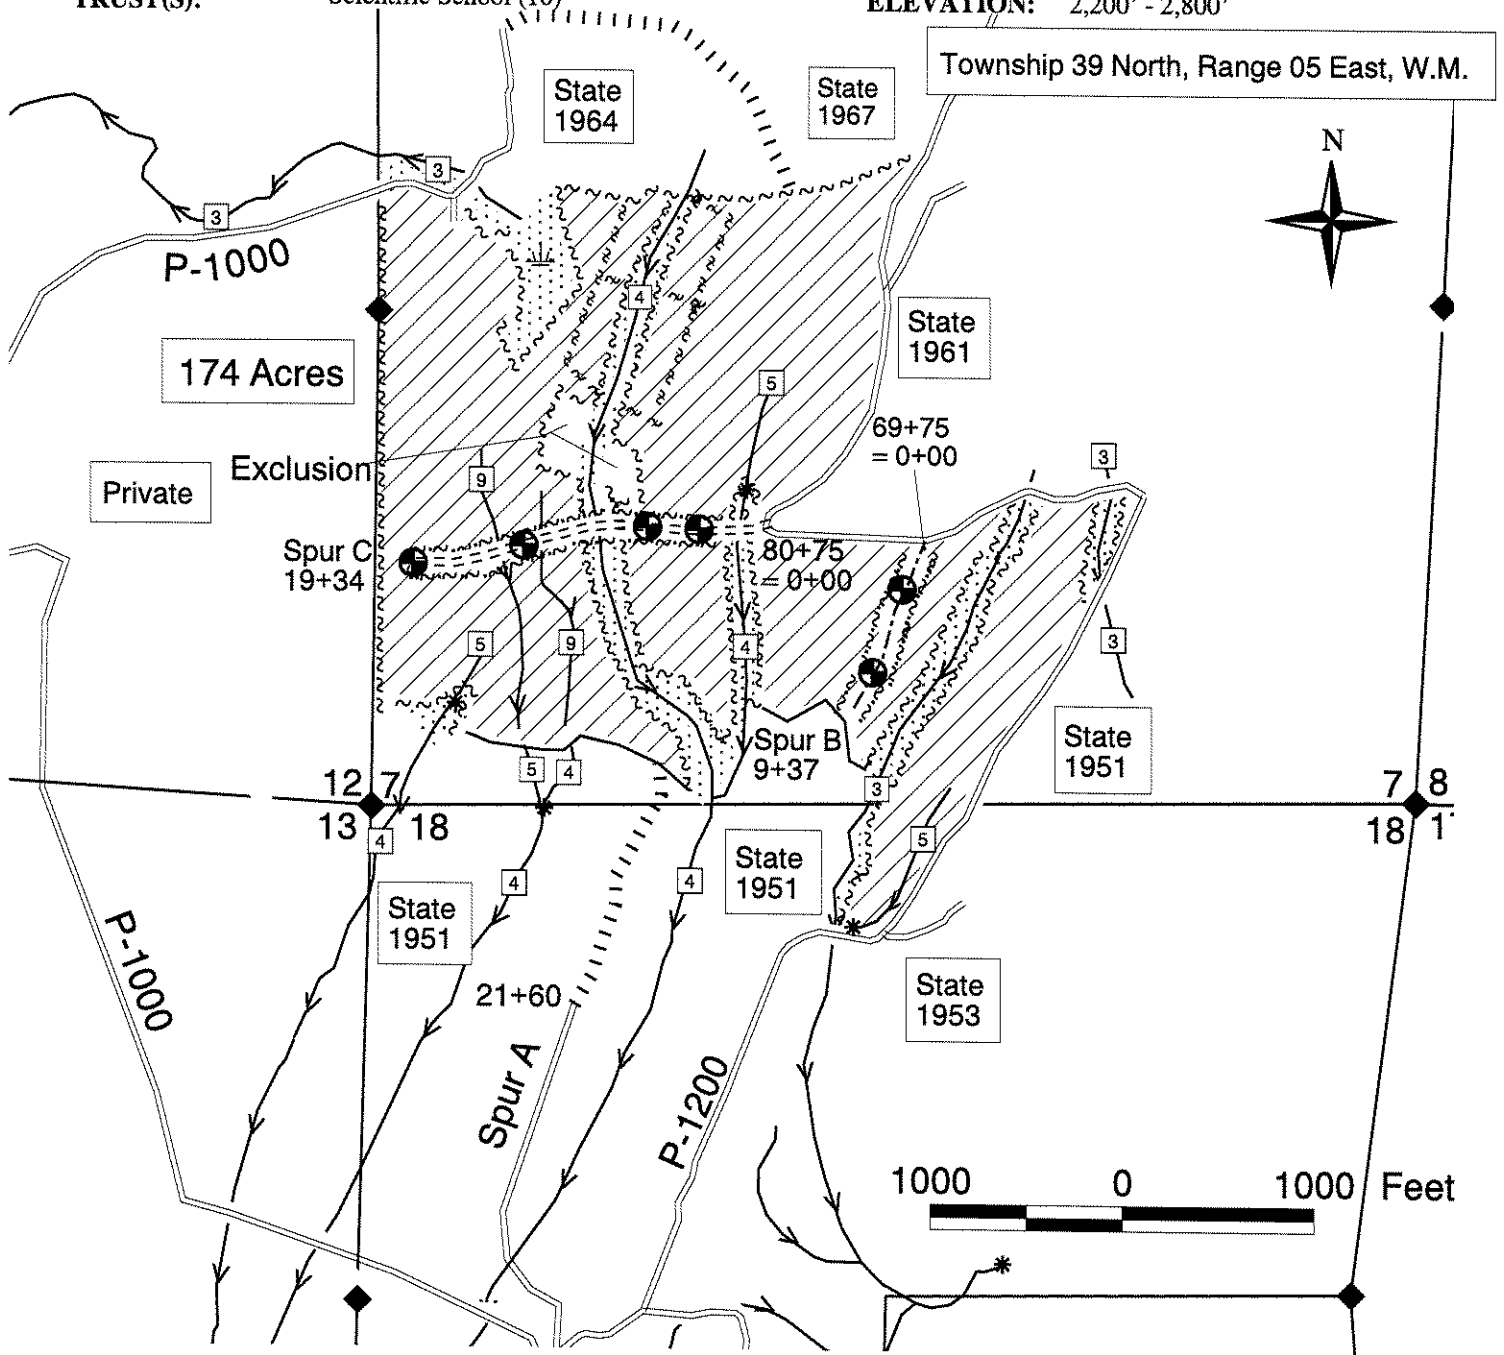 TRUST(S): Scientific School (10) ELEVATION: 2,200' - 2,800'
Township 39 North, Range 05 East, W.M.
State
1964
State
1967
N
3
3
P-1000
4
State
1961
174 Acres
5
69+75
= 0+00
Exclusion
3
9
Private
Spur C
19+34
80+75
= 0+00
5
9
4
3
Spur B
9+37
State
1951
5
4
3
12 7
7 8
13 18
18
4
5
State
1951
4
4
State
1951
P-1000
21+60
State
1953
Spur A
P-1200
1000 0 1000 Feet